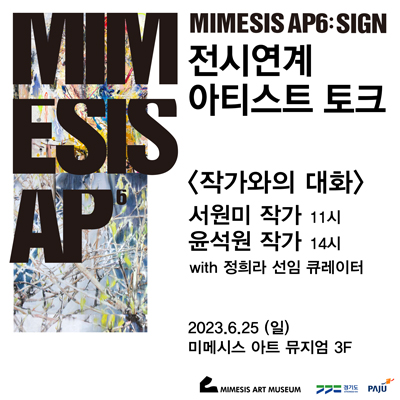 MIM
ESIS
AP 6
MIMESIS AP6: SIGN
전시연계
아티스트 토크
<작가와의 대화>
서원미 작가 11시
윤석원 작가 14시
with 정희라 선임 큐레이터
2023.6.25 (일)
미메시스 아트 뮤지엄 3F
MIMESIS ART MUSEUM
경기도
PAJU